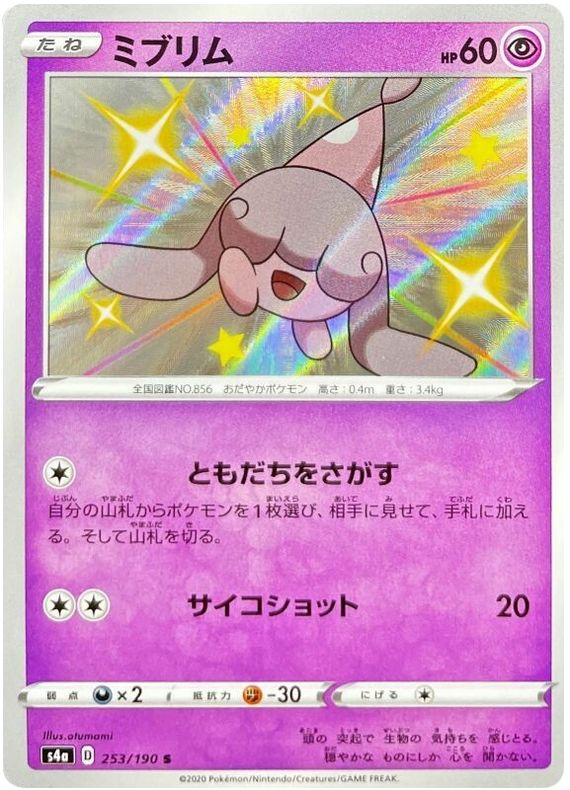 たね ミブリム HP60
全国図鑑NO.856 おだやかポケモン 高さ:0.4m 重さ:3.4kg
ともだちをさがす
自分の山札からポケモンを1枚選び、相手に見せて、手札に加え
る。そして山札を切る。
サイコショット 20
弱点 ×2 抵抗力 -30 にげる
Illus.otumami
s4a D 253/190 S
頭の突起で生物の気持ちを感じとる。
穏やかなものにしか心を開かない。
©2020 Pokémon/Nintendo/Creatures/GAME FREAK.